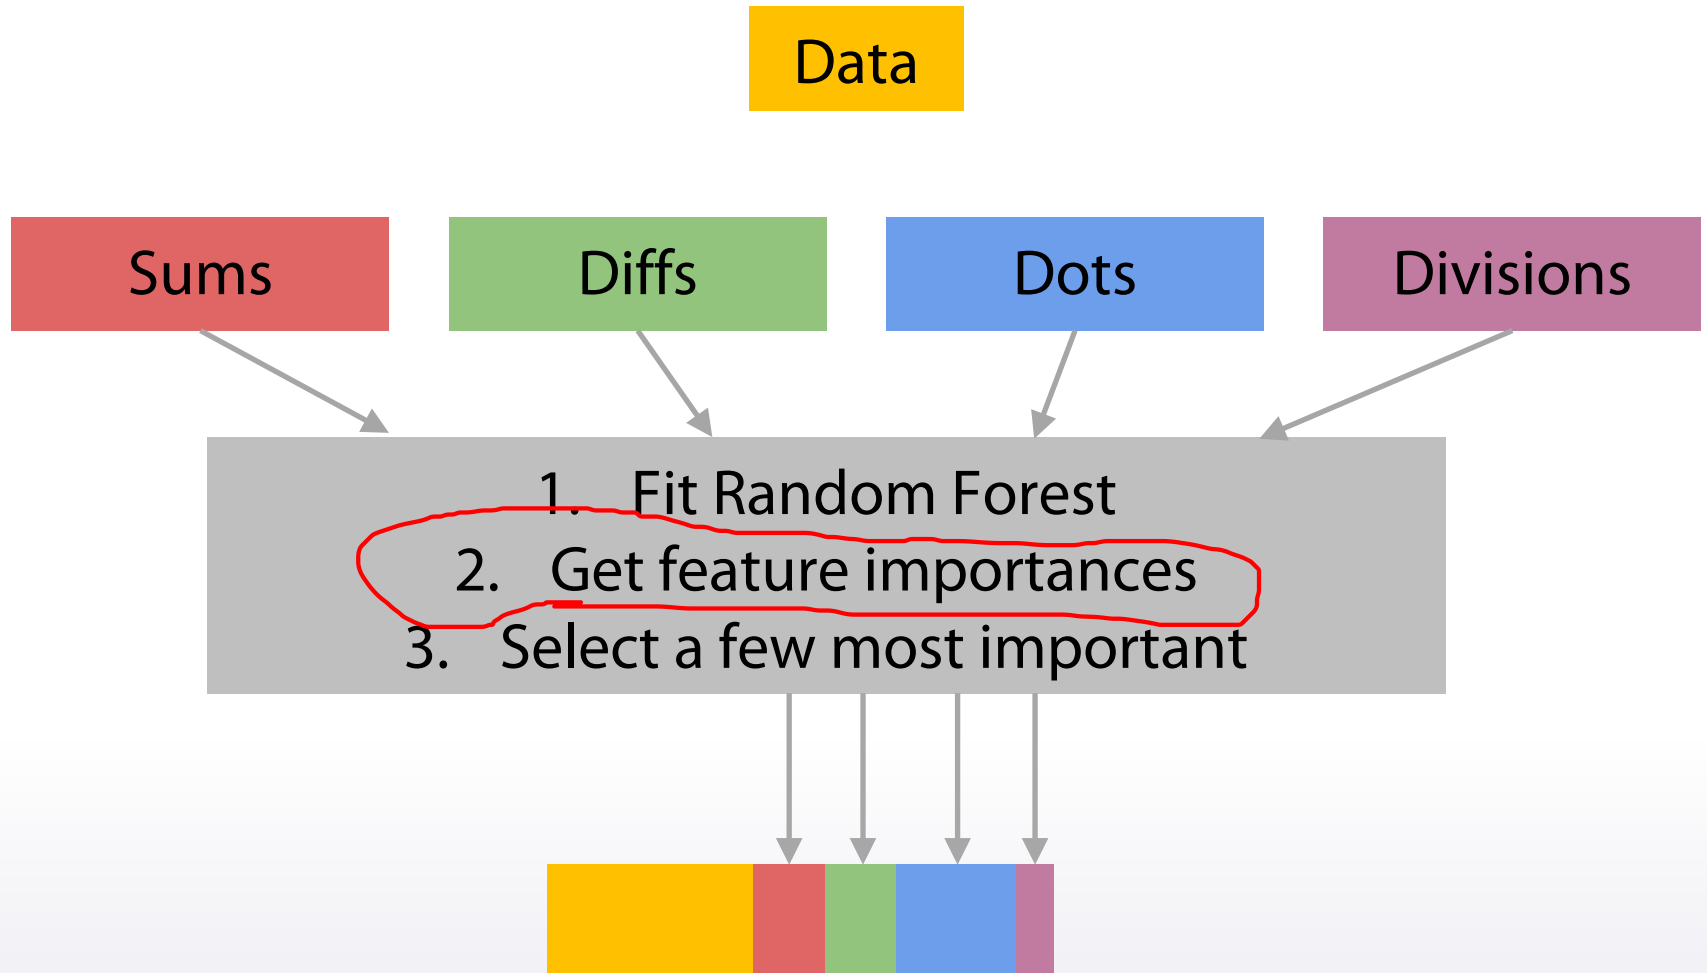 Data
Sums
Diffs
Dots
Divisions
1. Fit Random Forest
2. Get feature importances
3. Select a few most important